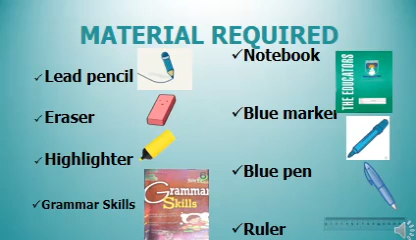 MATERIAL REQUIRED
✓Lead pencil
✓Eraser
✓Highlighter
✓Grammar Skills
✓Notebook
✓Blue marker
✓Blue pen
✓Ruler
THE EDUCATORS
Grammar
Skills